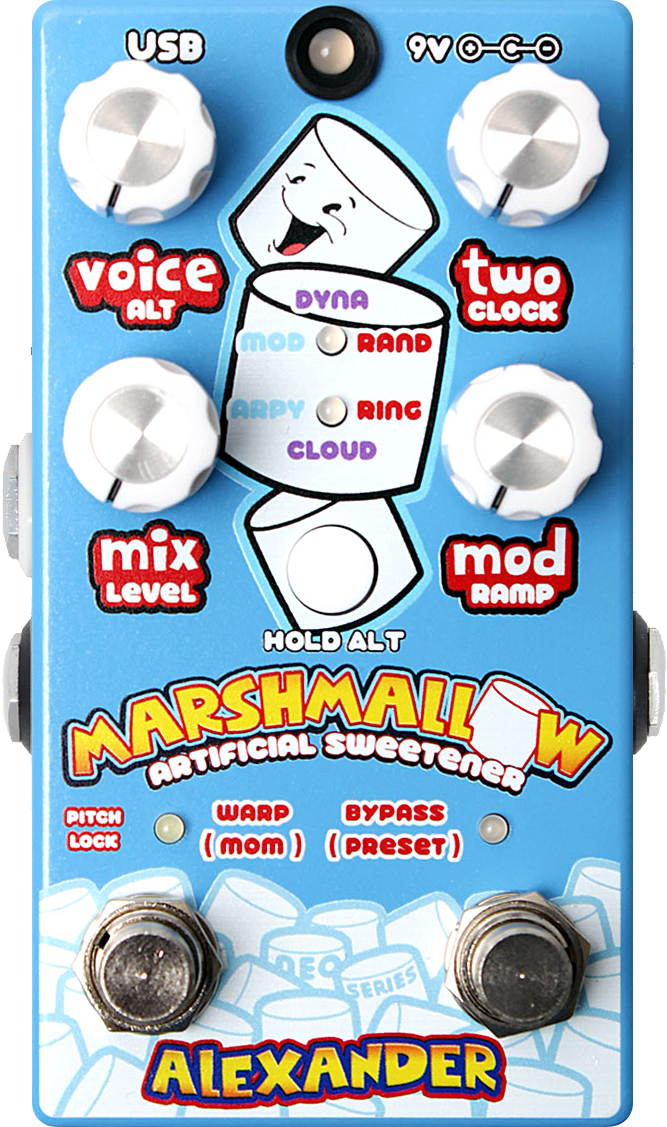 USB
9V
voice
ALT
two
CLOCK
DYNA
MOD
RAND
ARPY
RING
CLOUD
mix
LEVEL
mod
RAMP
HOLD ALT
MARSHMALLOW
ARTIFICIAL SWEETENER
PITCH
LOCK
WARP
(MOM)
BYPASS
(PRESET)
NEO
SERIES
ALEXANDER